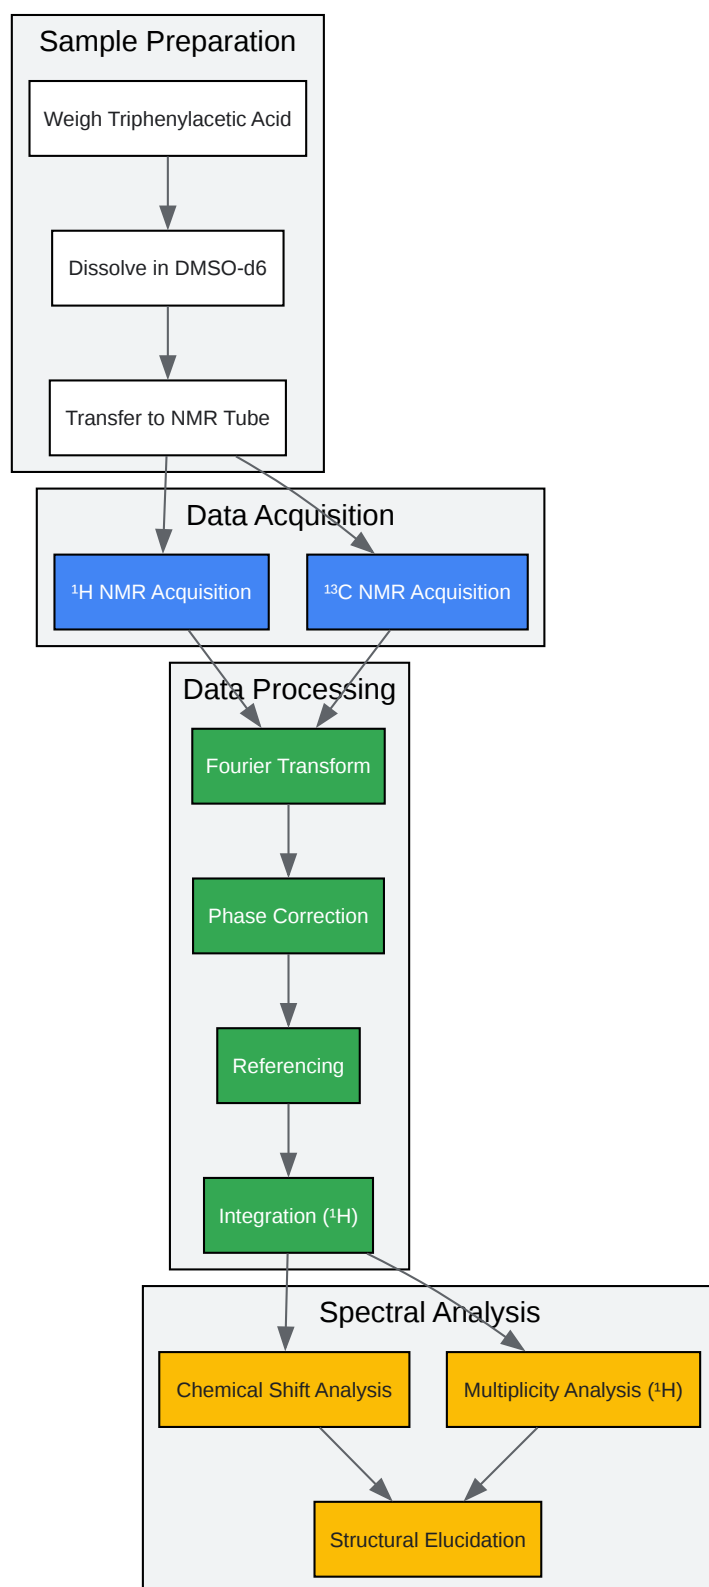 Sample Preparation
Weigh Triphenylacetic Acid
Dissolve in DMSO-d6
Transfer to NMR Tube
Data Acquisition
¹H NMR Acquisition
¹³C NMR Acquisition
Data Processing
Fourier Transform
Phase Correction
Referencing
Integration (¹H)
Spectral Analysis
Chemical Shift Analysis
Multiplicity Analysis (¹H)
Structural Elucidation